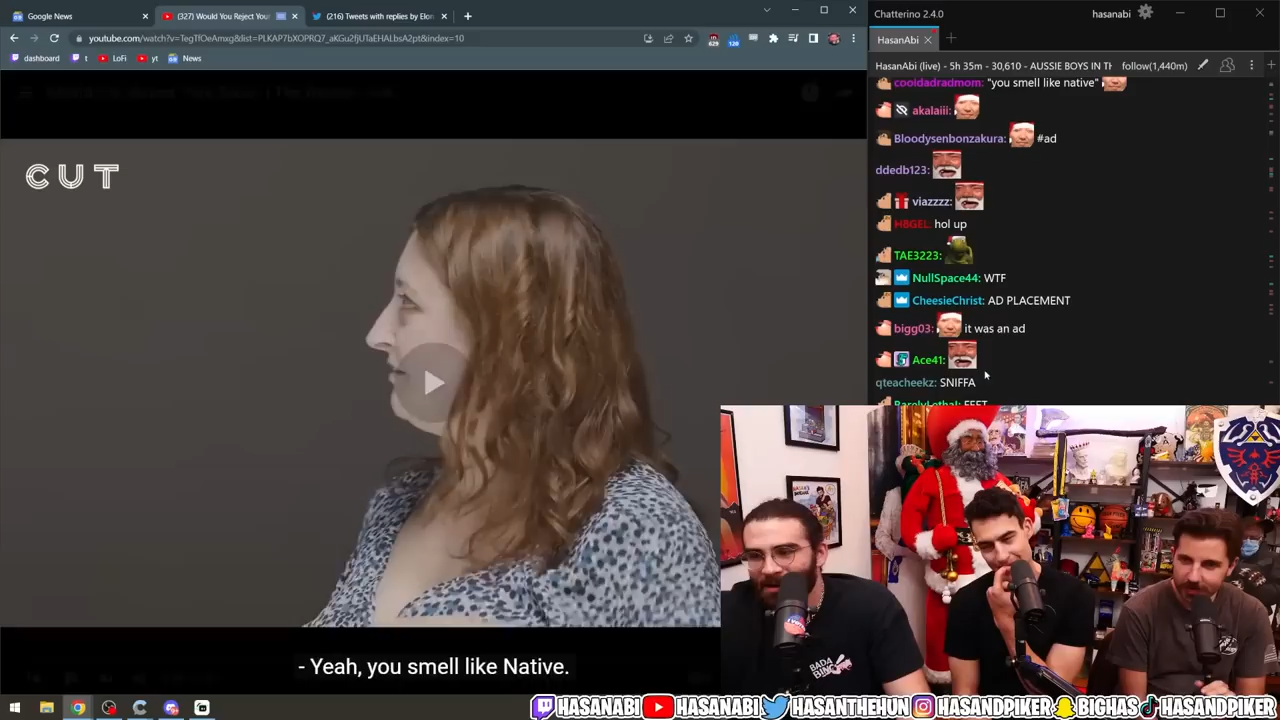 Google News
(327) Would You Reject Your
(216) Tweets with replies by Elon
youtube.com/watch?v=TegTfOeAmxg&list=PLKAP7bXOPRQ7_aKGu2fjUTaEHALbsA2pt&index=10
dashboard
t
LoFi
yt
News
CUT
- Yeah, you smell like Native.
Chatterino 2.4.0
hasanabi
HasanAbi
HasanAbi (live) - 5h 35m - 30,610 - AUSSIE BOYS IN TH
follow(1,440m)
cooldadradmom: "you smell like native"
akalaiii:
Bloodysenbonzakura: #ad
ddedb123:
viazzzz:
H8GEL: hol up
TAE3223:
NullSpace44: WTF
CheesieChrist: AD PLACEMENT
bigg03: it was an ad
Ace41:
qteacheekz: SNIFFA
BarelyLethal: FEET
BADA BING
HASANABI
HASANABI
HASANTHEHUN
HASANDPIKER
BIGHAS
HASANDPIKER